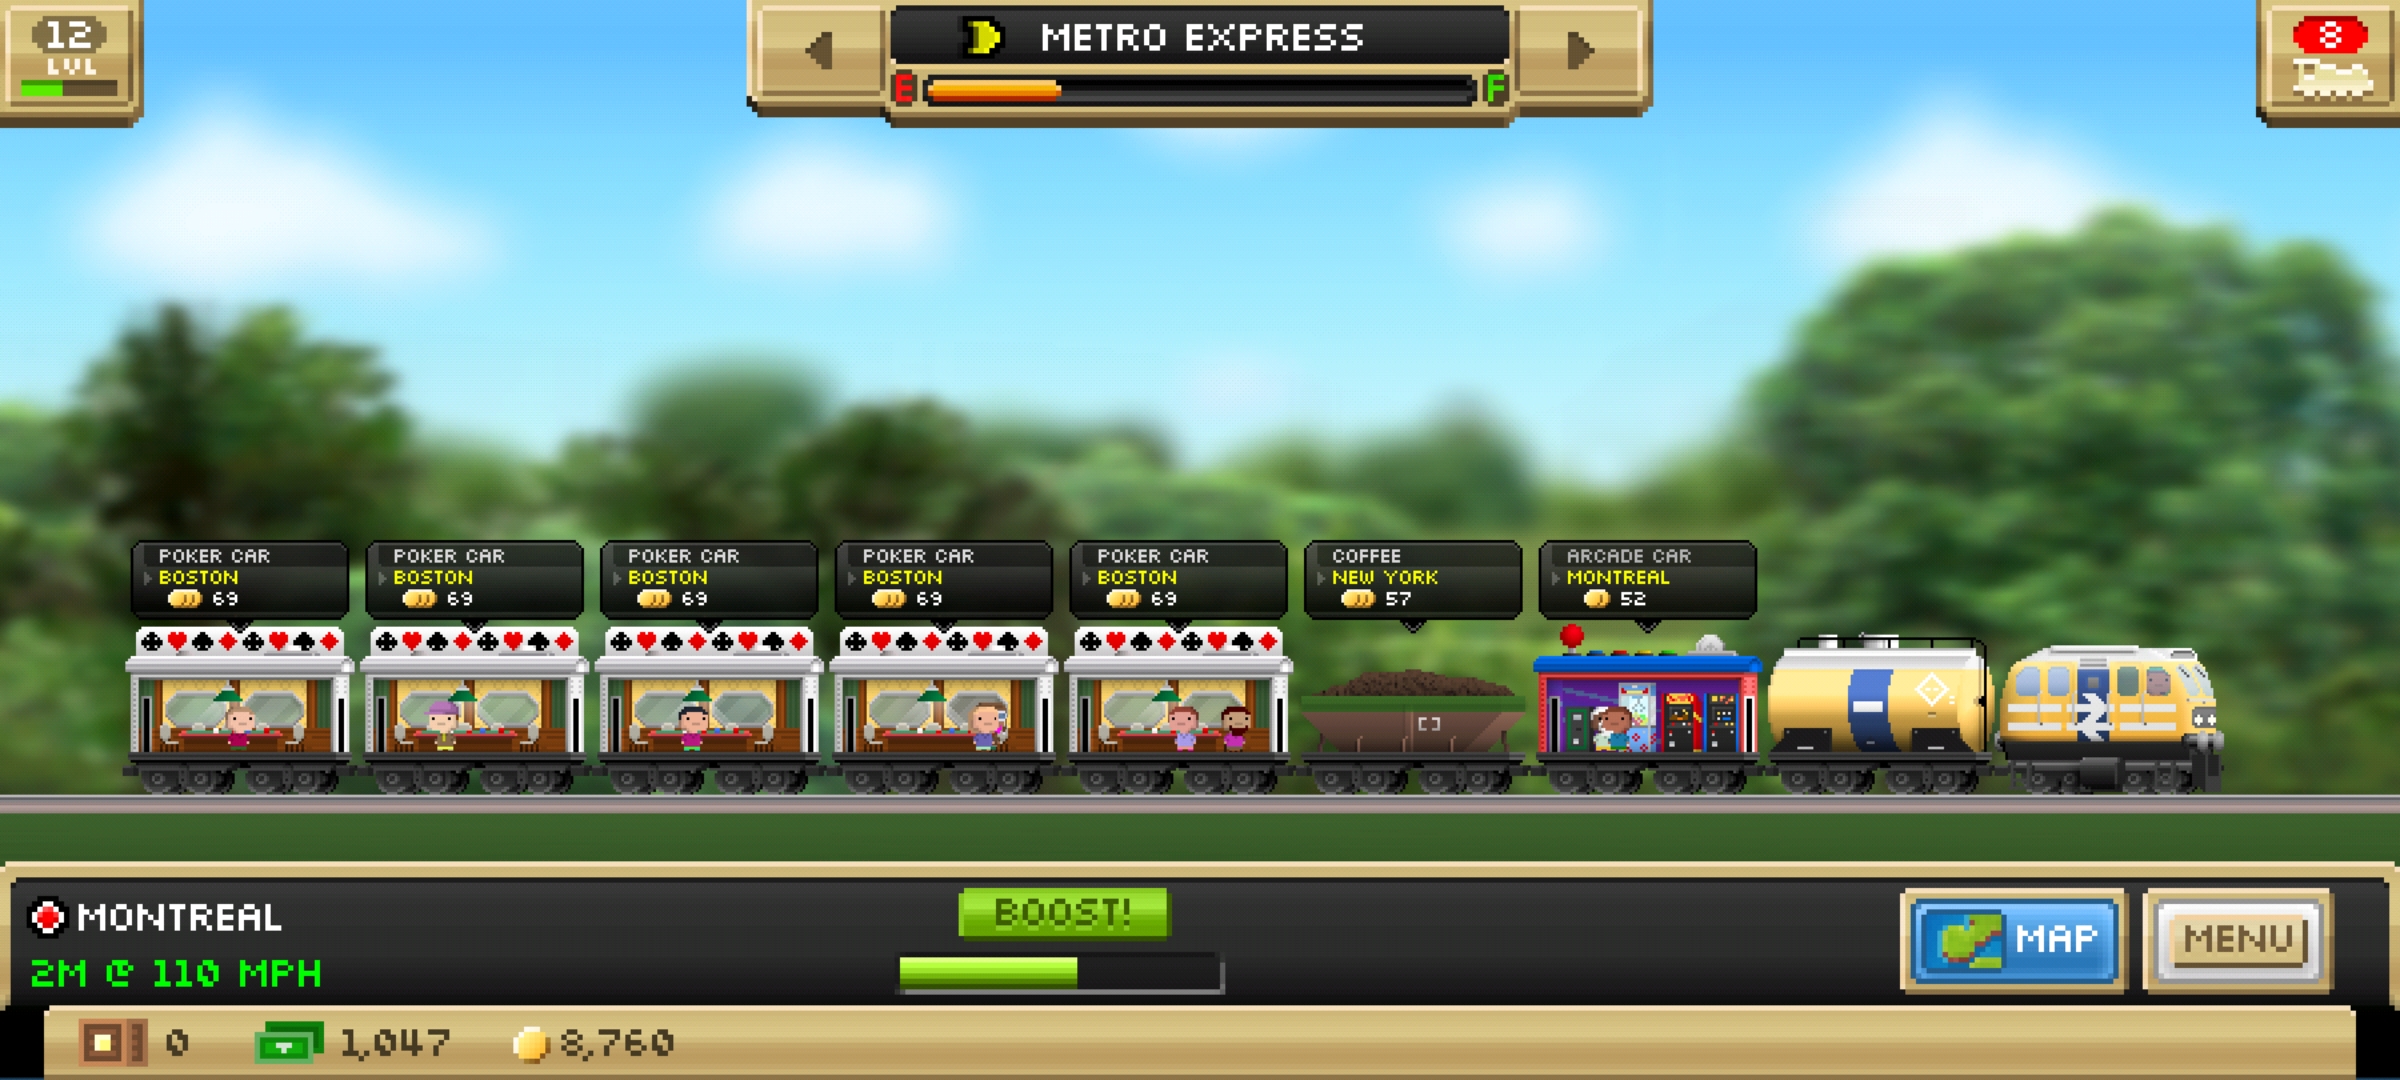 12
LVL
METRO EXPRESS
E F
8
POKER CAR
BOSTON
69
POKER CAR
BOSTON
69
POKER CAR
BOSTON
69
POKER CAR
BOSTON
69
POKER CAR
BOSTON
69
COFFEE
NEW YORK
57
ARCADE CAR
MONTREAL
52
MONTREAL
2M @ 110 MPH
BOOST!
MAP
MENU
0 1,047 8,760